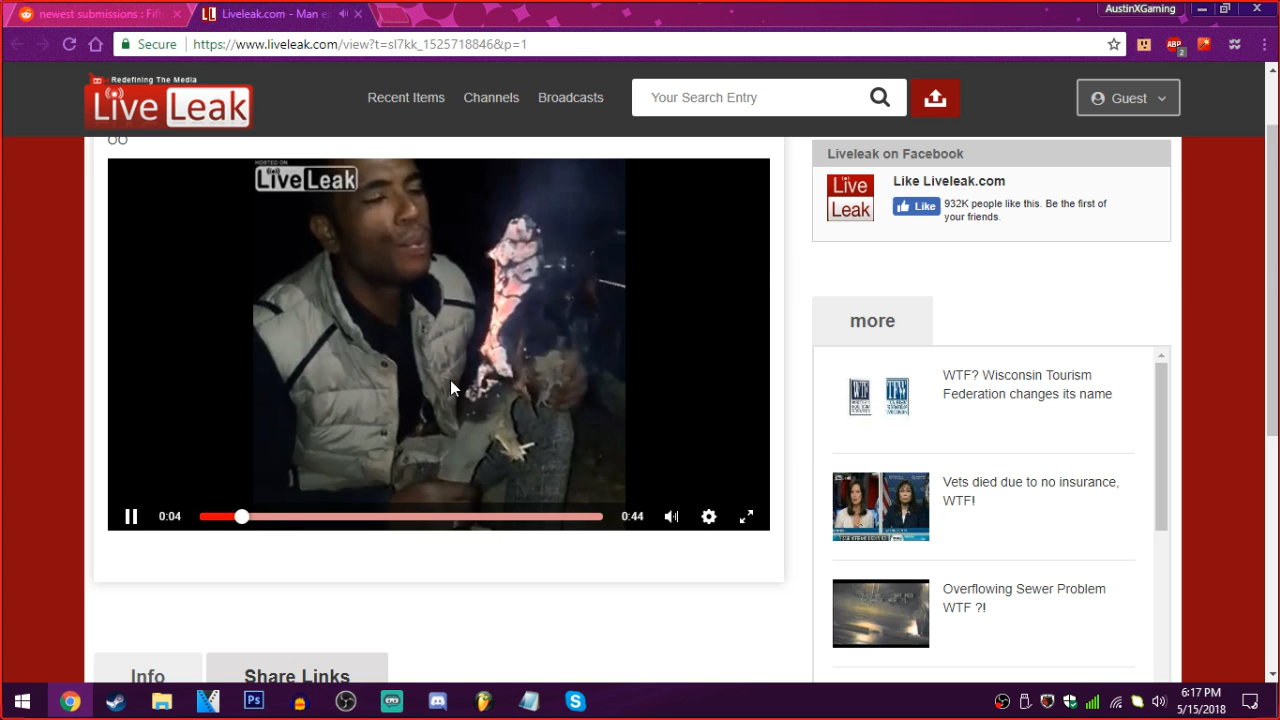 newest submissions : Fift
Liveleak.com - Man e
AustinXGaming
Secure
https://www.liveleak.com/view?t=sl7kk_1525718846&p=1
ABP
2
Redefining The Media
Live Leak
Recent Items
Channels
Broadcasts
Your Search Entry
Guest
HOSTED ON
LiveLeak
0:04
0:44
Info
Share Links
Liveleak on Facebook
Live
Leak
Like Liveleak.com
Like
932K people like this. Be the first of
your friends.
more
WTF? Wisconsin Tourism
Federation changes its name
Vets died due to no insurance,
WTF!
Overflowing Sewer Problem
WTF ?!
Ps
6:17 PM
5/15/2018